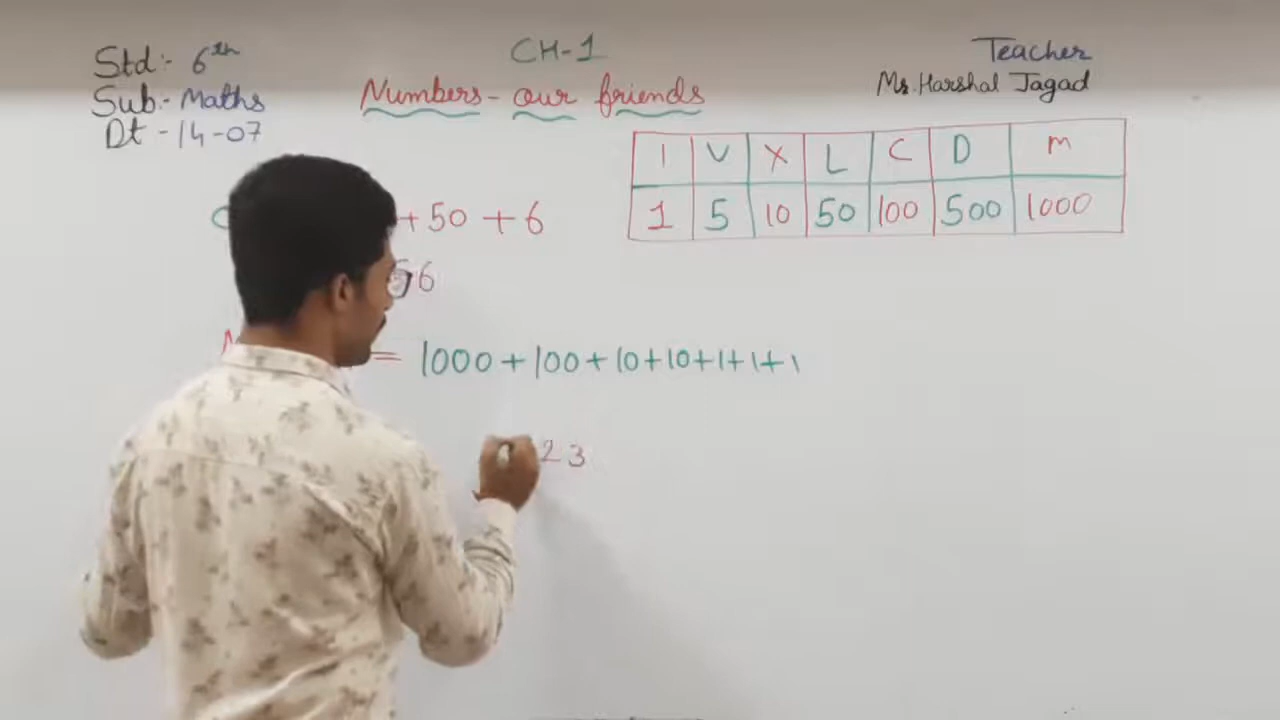 Std:- 6th
Sub:- Maths
Dt - 14-07
CH-1
Numbers - our friends
Teacher
Mr. Harshal Jagad
I V X L C D M
1 5 10 50 100 500 1000
+ 50 + 6
56
= 1000 + 100 + 10 + 10 + 1 + 1 + 1
23